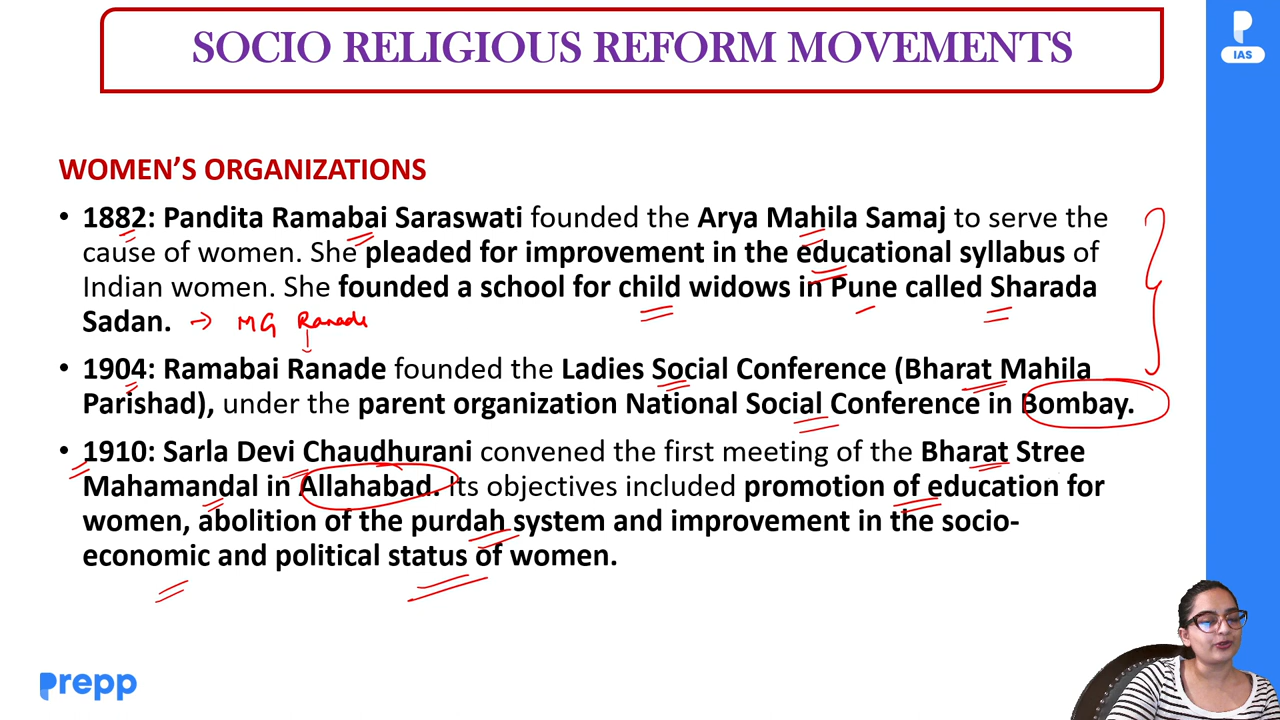 SOCIO RELIGIOUS REFORM MOVEMENTS
IAS
WOMEN'S ORGANIZATIONS
• 1882: Pandita Ramabai Saraswati founded the Arya Mahila Samaj to serve the
cause of women. She pleaded for improvement in the educational syllabus of
Indian women. She founded a school for child widows in Pune called Sharada
Sadan. → MG Ranade
• 1904: Ramabai Ranade founded the Ladies Social Conference (Bharat Mahila
Parishad), under the parent organization National Social Conference in Bombay.
• 1910: Sarla Devi Chaudhurani convened the first meeting of the Bharat Stree
Mahamandal in Allahabad. Its objectives included promotion of education for
women, abolition of the purdah system and improvement in the socio-
economic and political status of women.
prepp